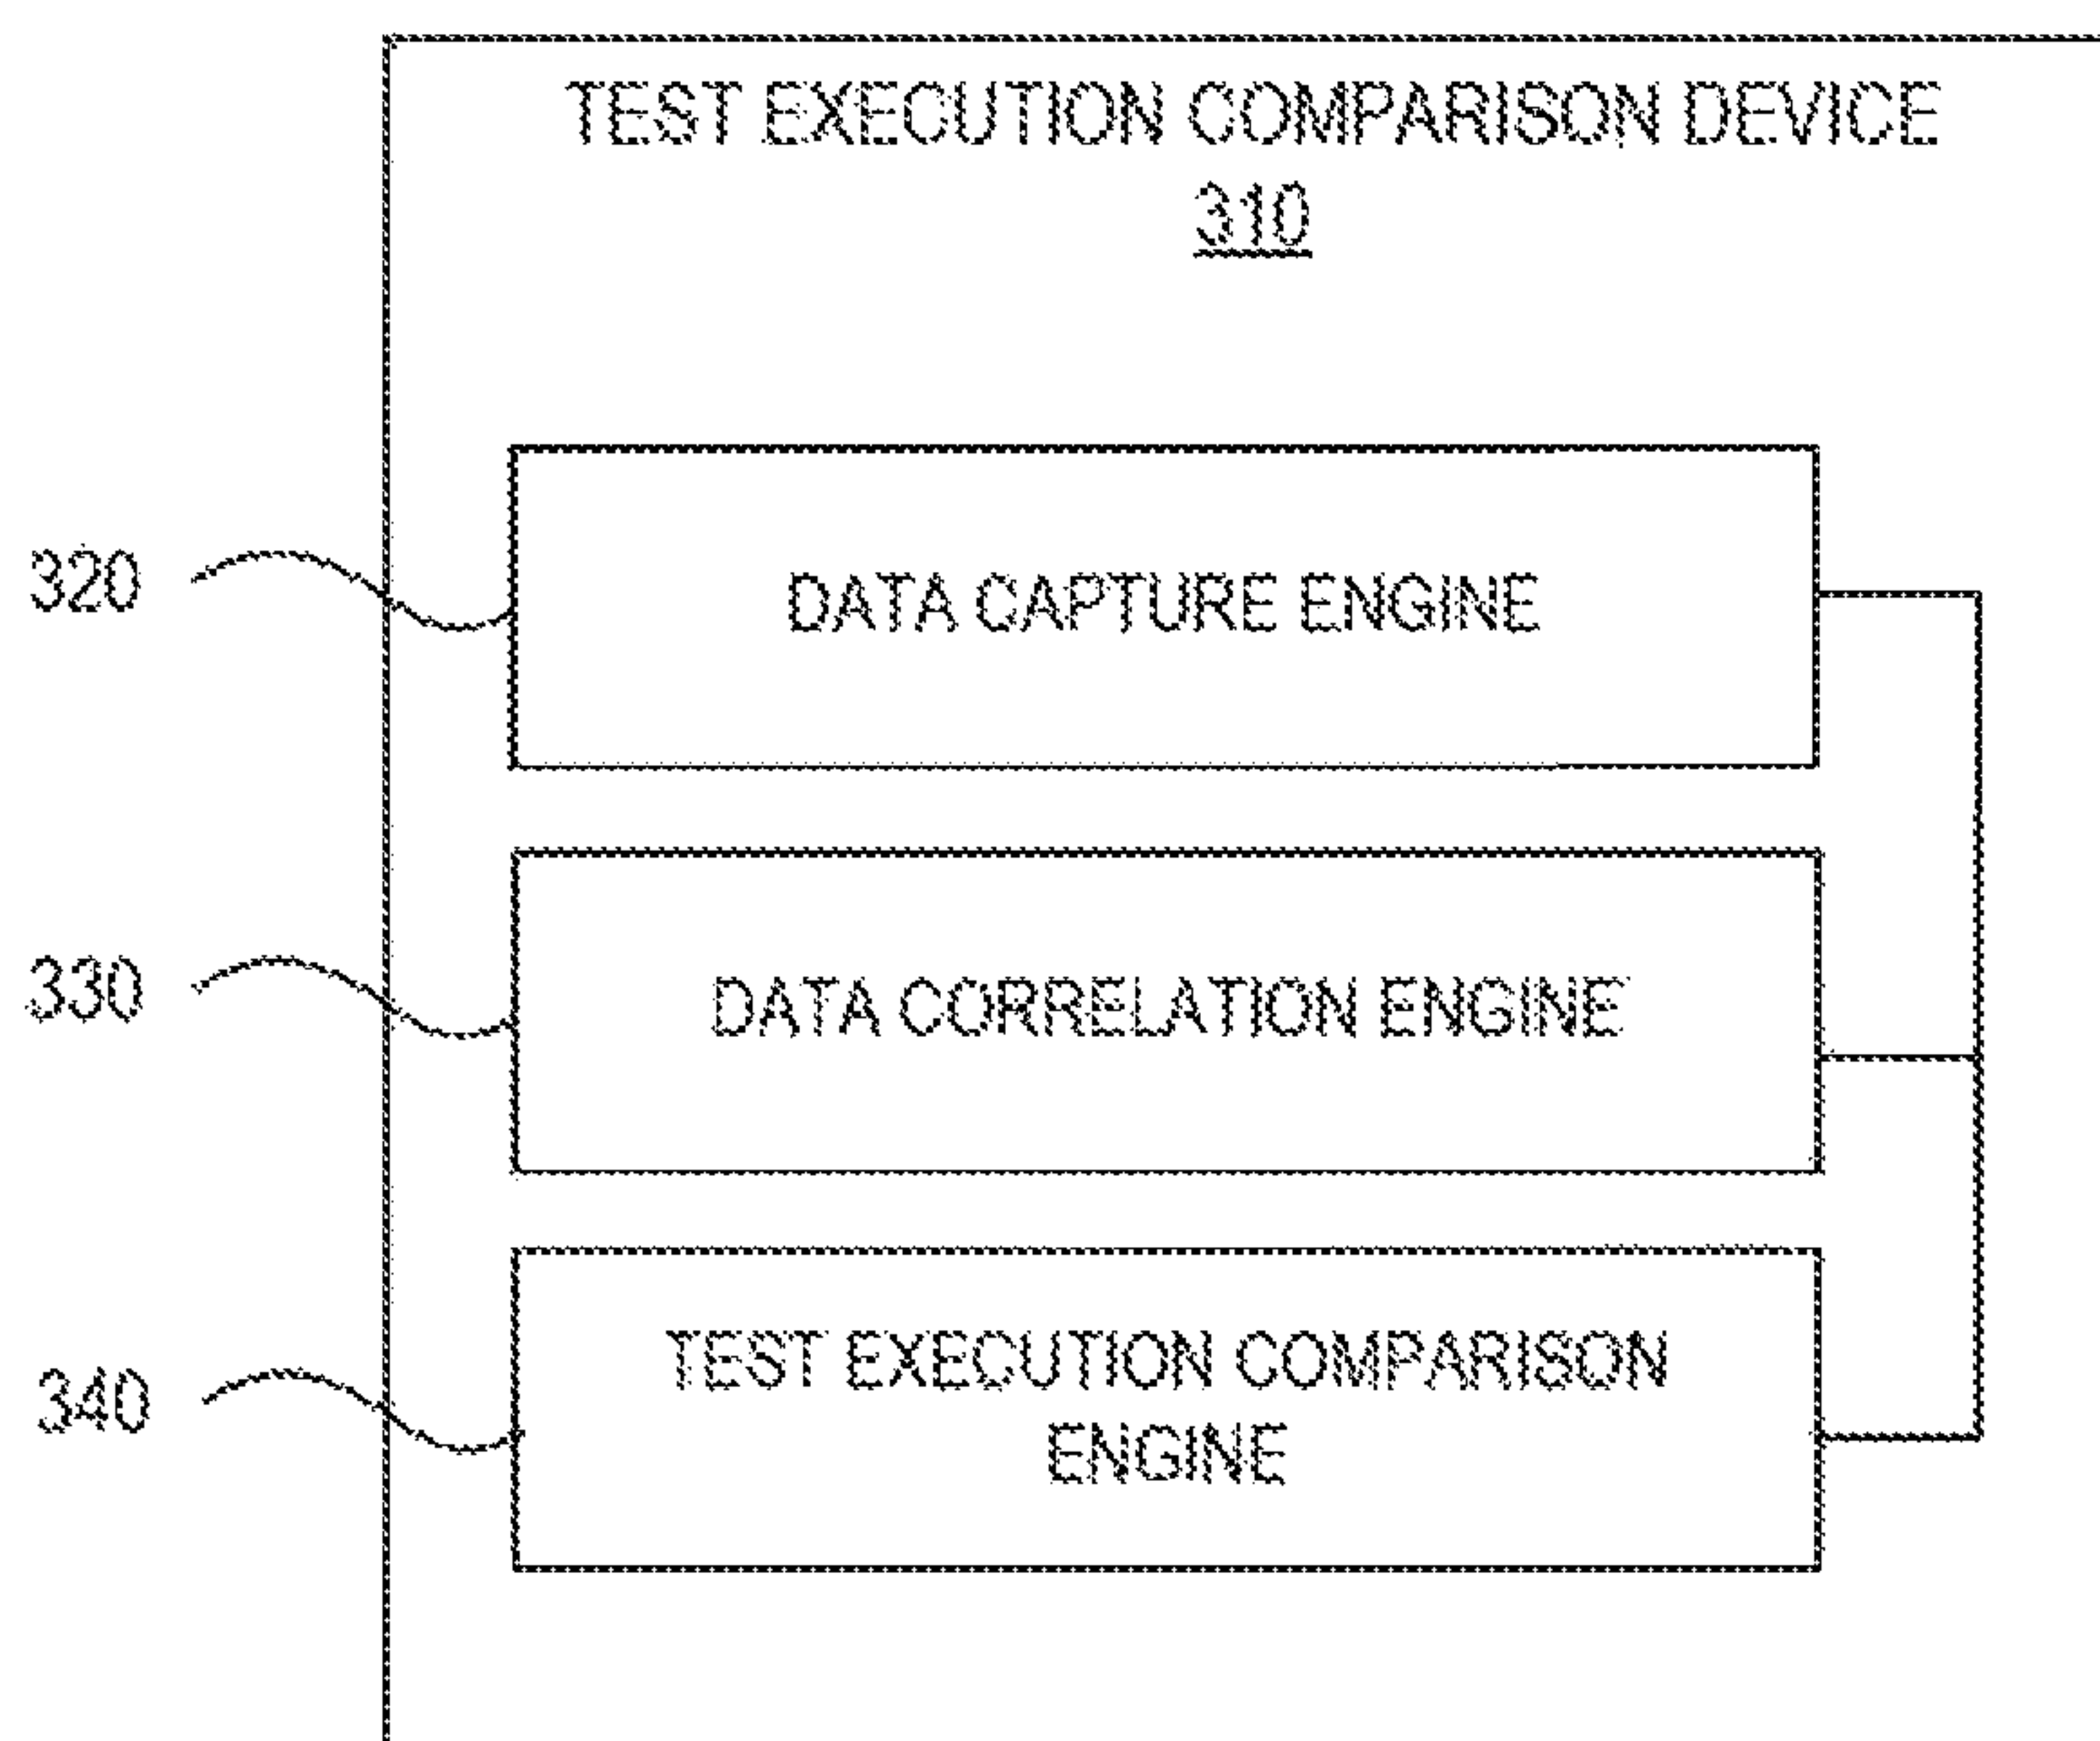 TEST EXECUTION COMPARISON DEVICE
310
320
DATA CAPTURE ENGINE
330
DATA CORRELATION ENGINE
340
TEST EXECUTION COMPARISON
ENGINE